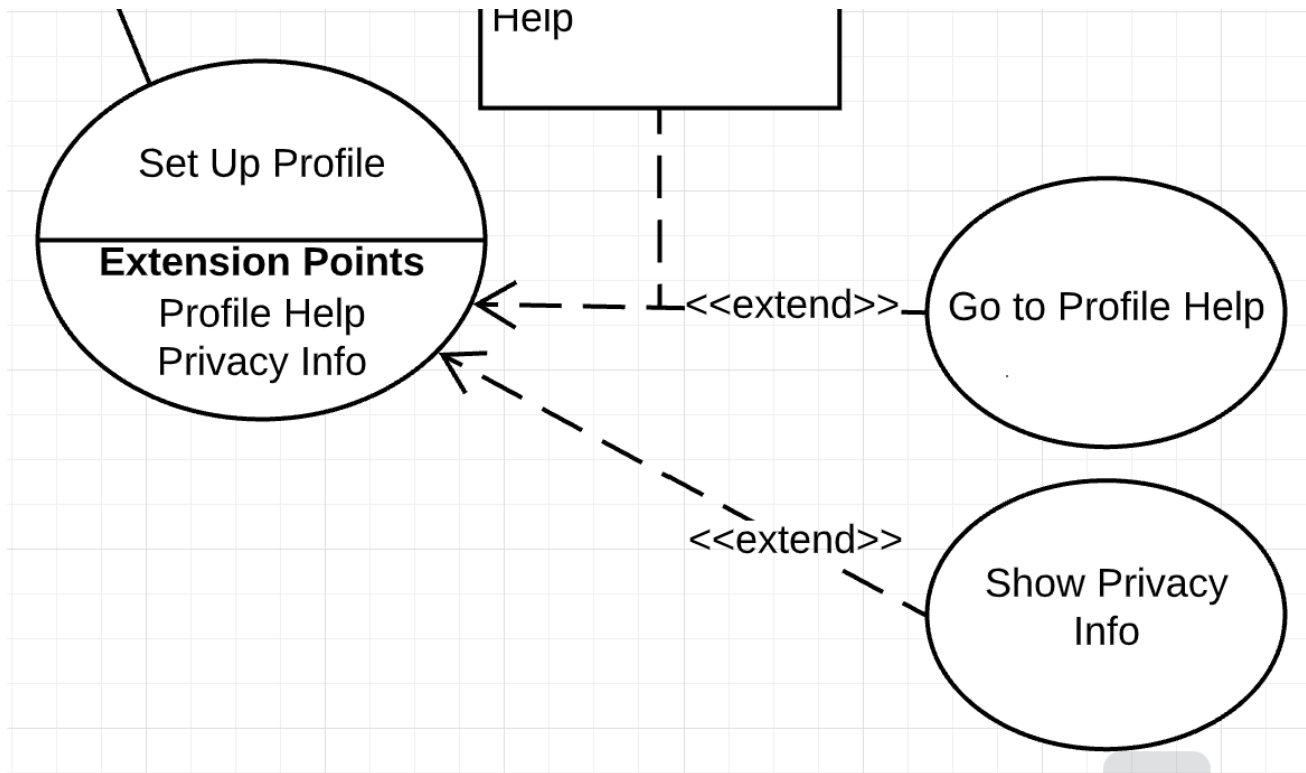 Help
Set Up Profile
Extension Points
Profile Help
Privacy Info
<<extend>>
Go to Profile Help
<<extend>>
Show Privacy
Info